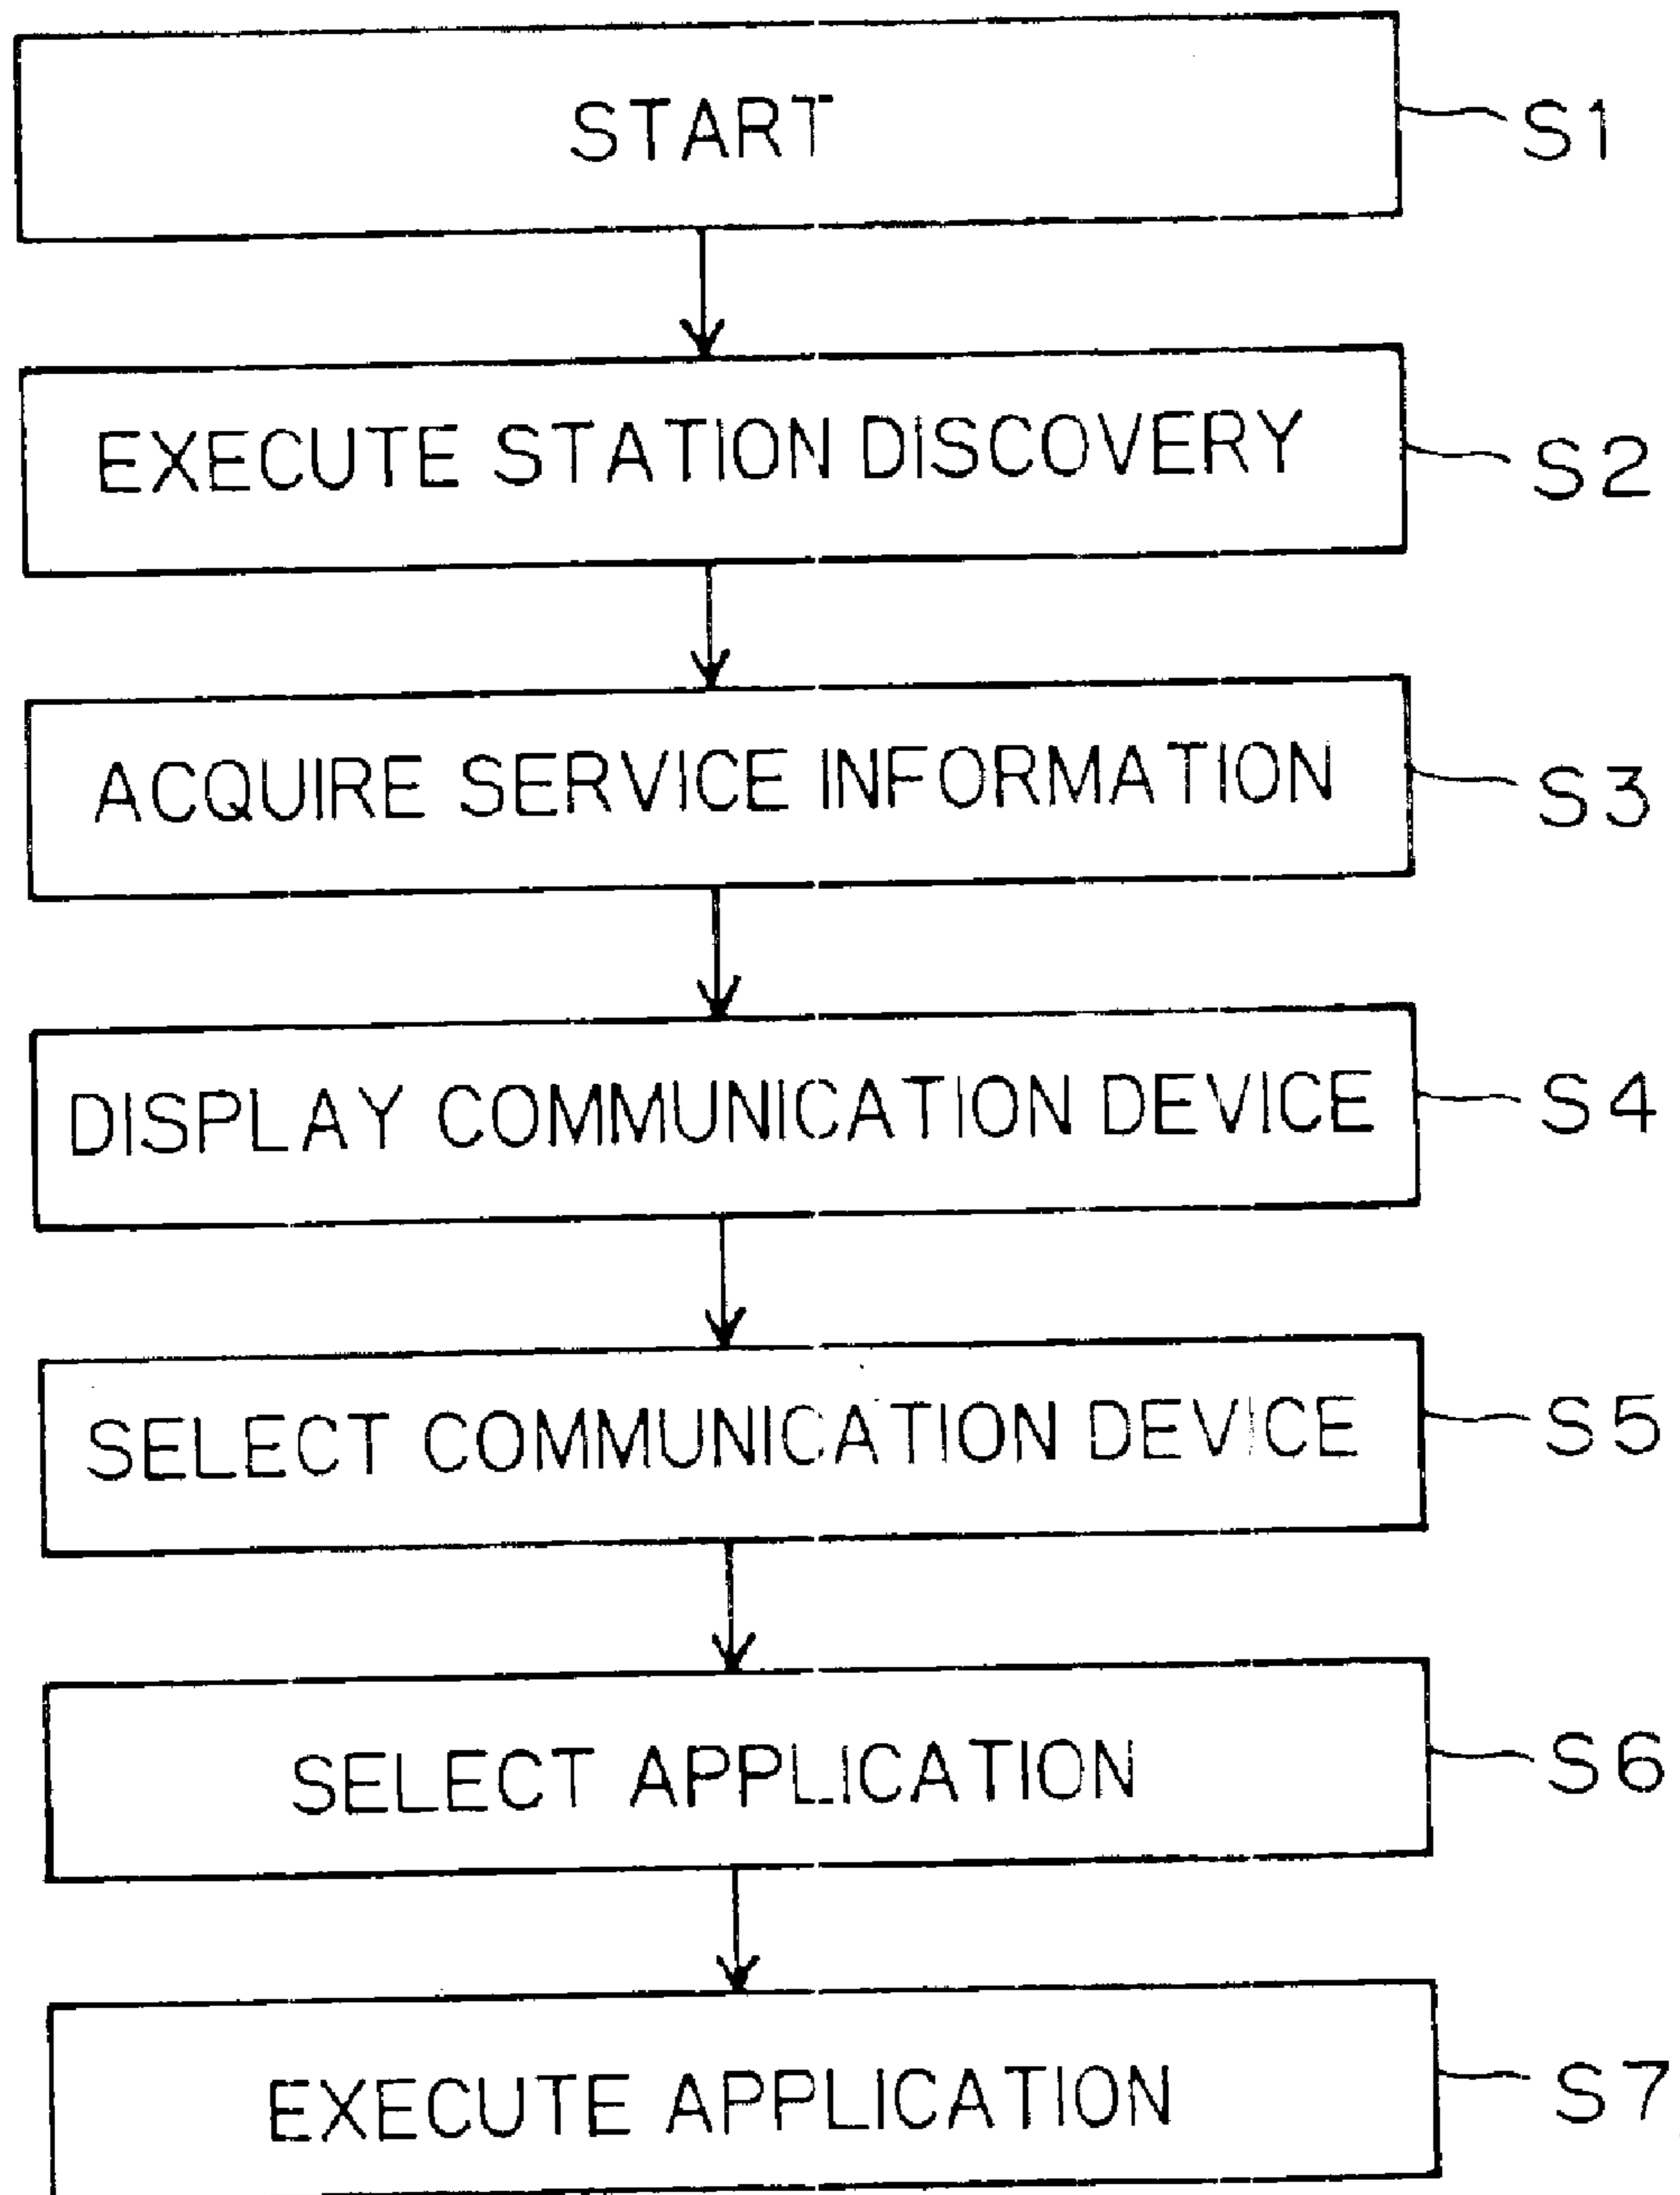 START
S1
EXECUTE STATION DISCOVERY
S2
ACQUIRE SERVICE INFORMATION
S3
DISPLAY COMMUNICATION DEVICE
S4
SELECT COMMUNICATION DEVICE
S5
SELECT APPLICATION
S6
EXECUTE APPLICATION
S7